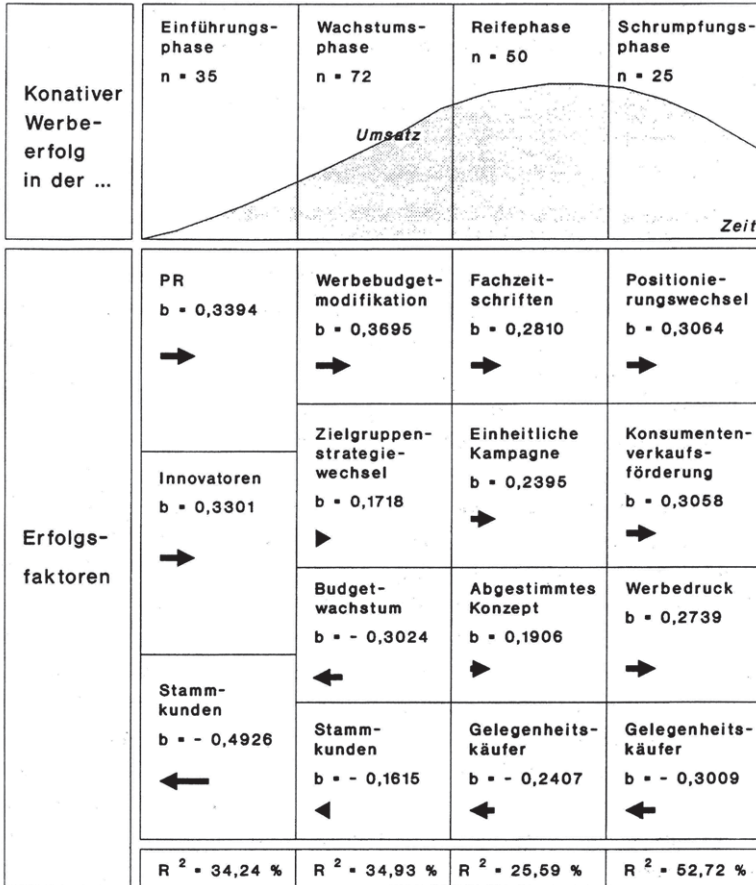 Konativer
Werbe-
erfolg
in der ...
Einführungs-
phase
n = 35
Wachstums-
phase
n = 72
Reifephase
n = 50
Schrumpfungs-
phase
n = 25
Umsatz
Zeit
Erfolgs-
faktoren
PR
b = 0,3394
Innovatoren
b = 0,3301
Stamm-
kunden
b = - 0,4926
Werbebudget-
modifikation
b = 0,3695
Zielgruppen-
strategie-
wechsel
b = 0,1718
Budget-
wachstum
b = - 0,3024
Stamm-
kunden
b = - 0,1615
Fachzeit-
schriften
b = 0,2810
Einheitliche
Kampagne
b = 0,2395
Abgestimmtes
Konzept
b = 0,1906
Gelegenheits-
käufer
b = - 0,2407
Positionie-
rungswechsel
b = 0,3064
Konsumenten-
verkaufs-
förderung
b = 0,3058
Werbedruck
b = 0,2739
Gelegenheits-
käufer
b = - 0,3009
R ² = 34,24 %
R ² = 34,93 %
R ² = 25,59 %
R ² = 52,72 %